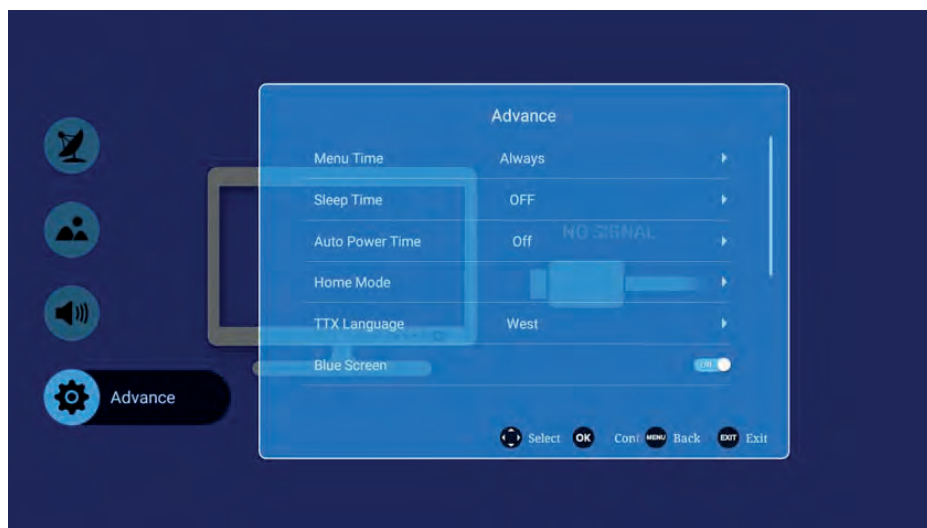 Advance
Menu Time Always
Sleep Time OFF
Auto Power Time Off
NO SIGNAL
Home Mode
TTX Language West
Blue Screen ON
Advance
Select OK Conf MENU Back EXIT Exit